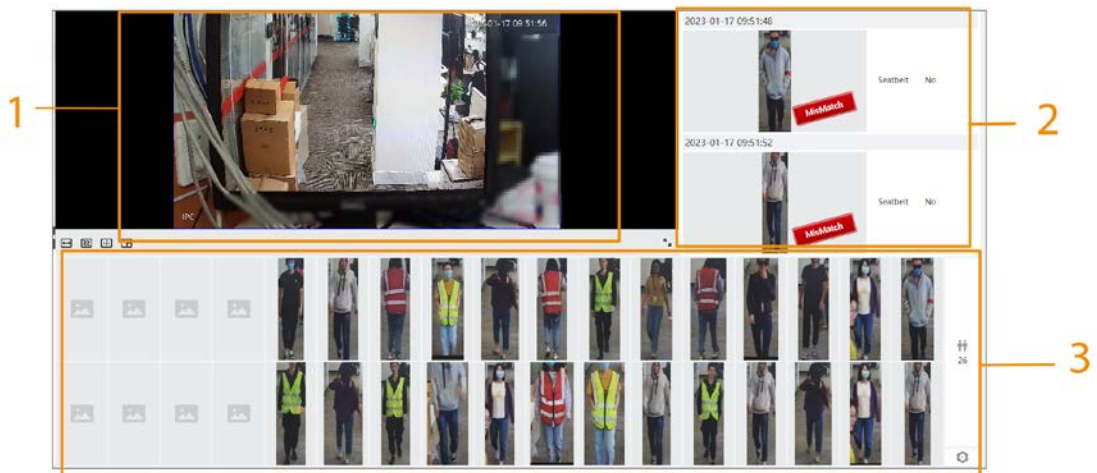 2023-01-17 09:51:48
1
2023-01-17 09:51:56
Seatbelt No
MisMatch
2
2023-01-17 09:51:52
Seatbelt No
MisMatch
IPC
26
3